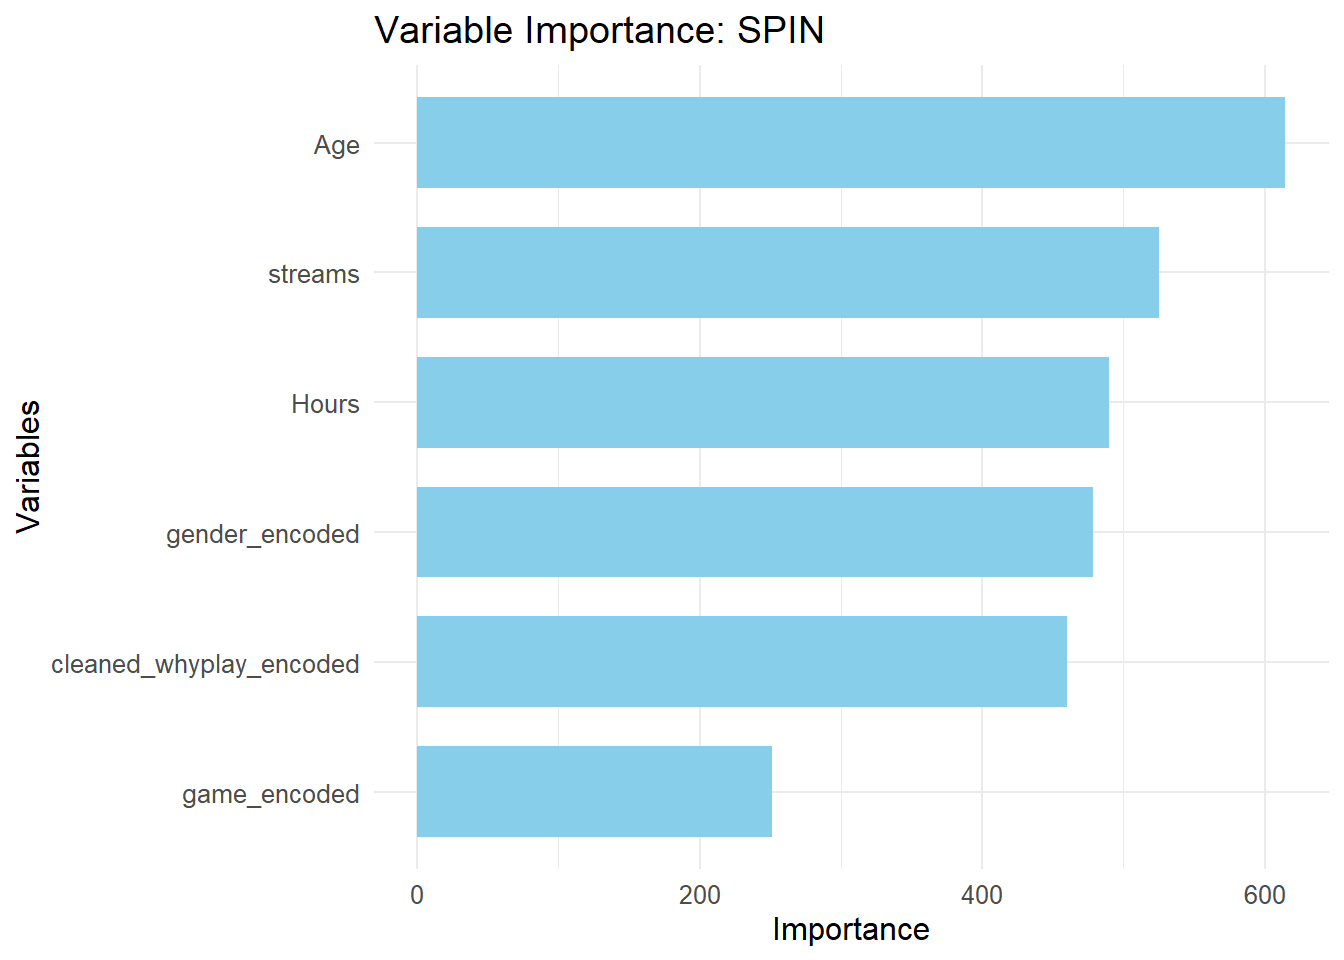 Variable Importance: SPIN
Variables
Age
streams
Hours
gender_encoded
cleaned_whyplay_encoded
game_encoded
0 200 400 600
Importance